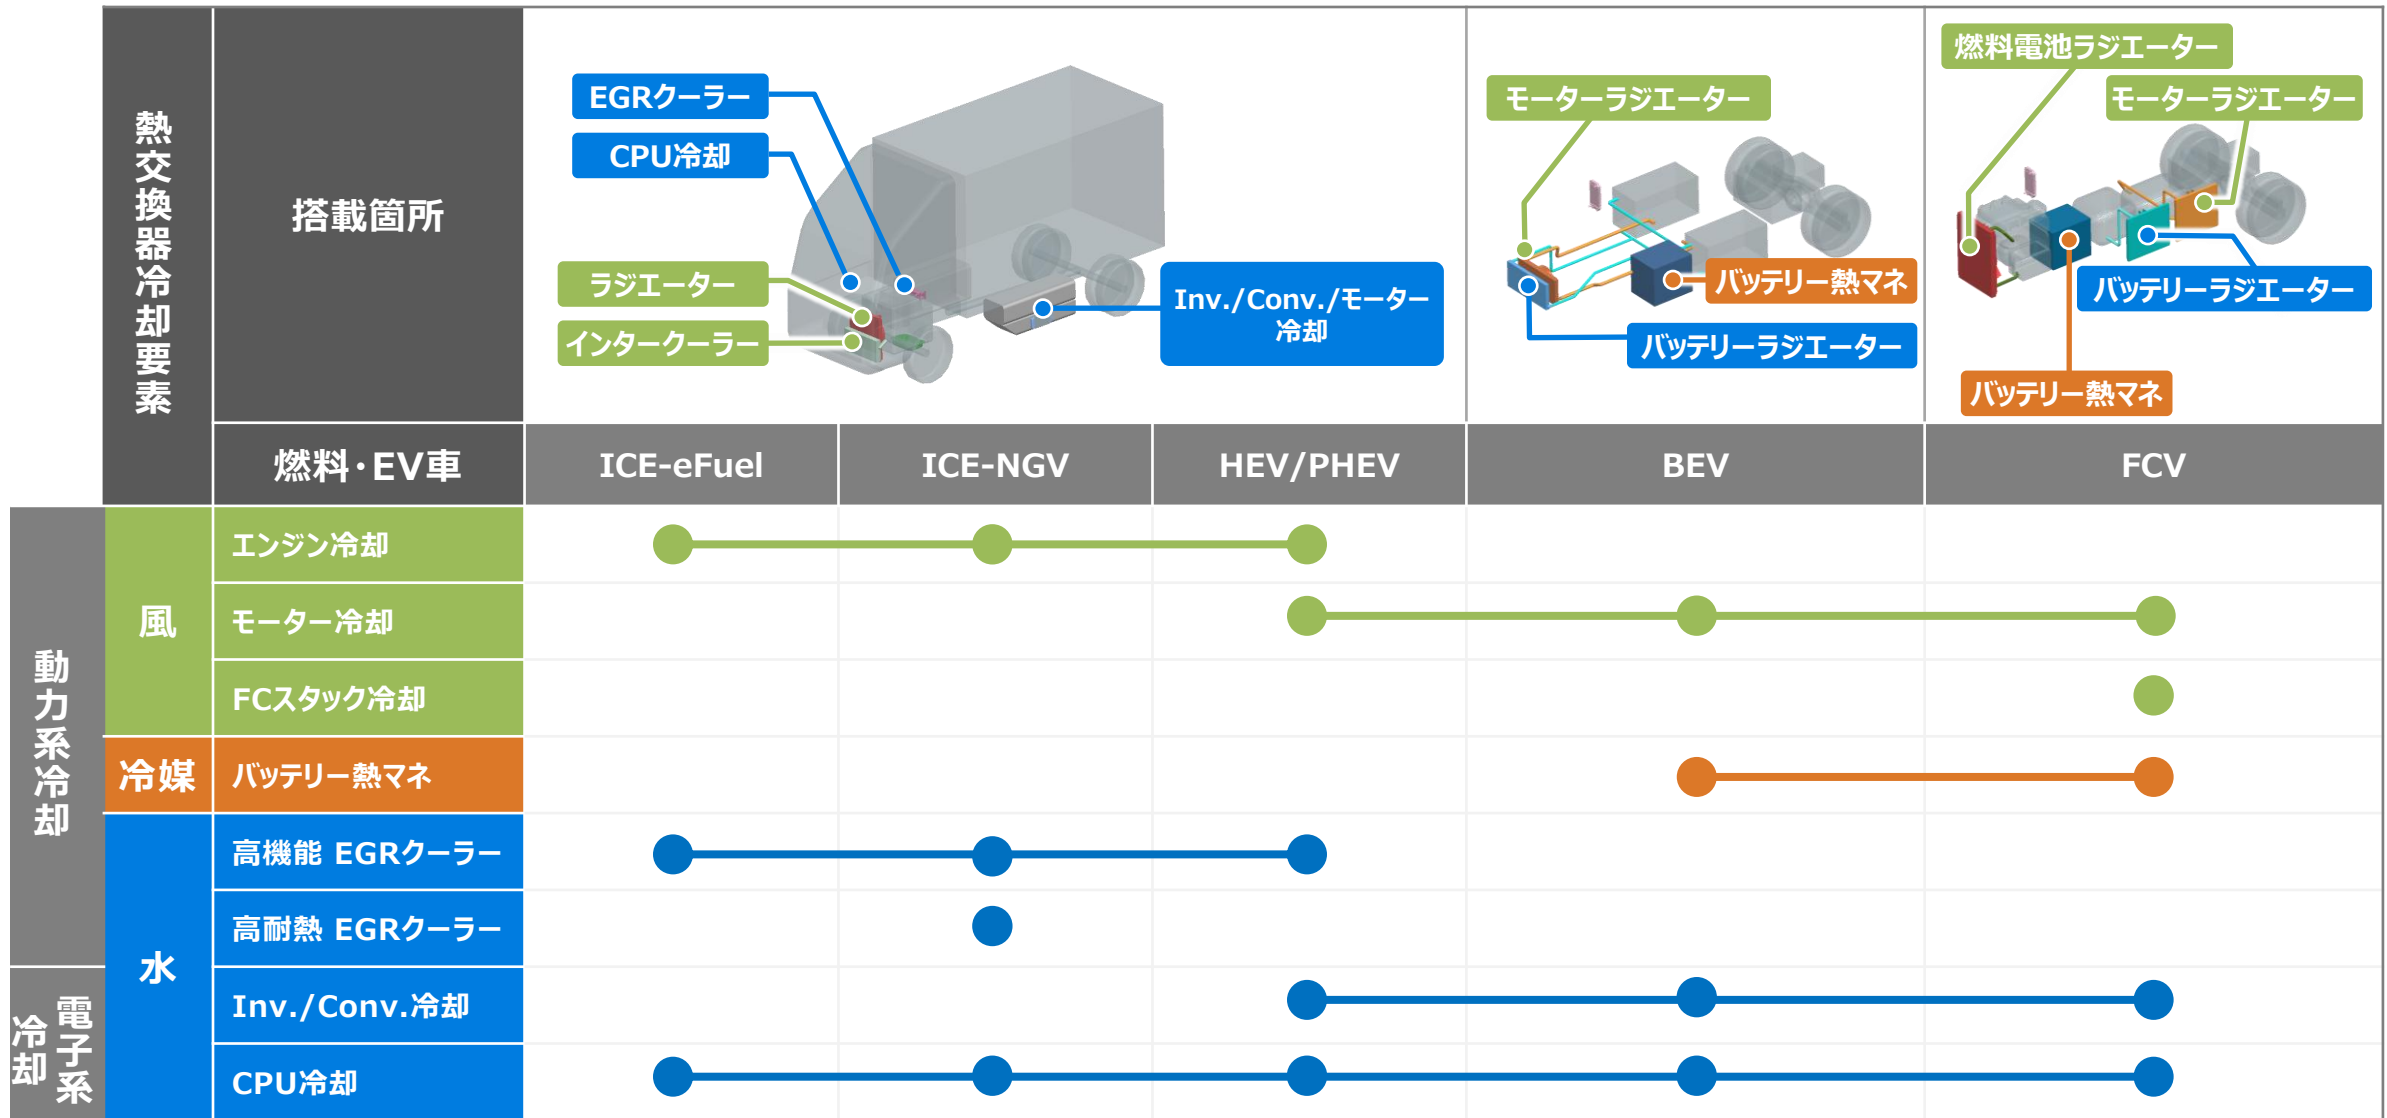 熱交換器冷却要素
搭載箇所
EGRクーラー
CPU冷却
ラジエーター
インタークーラー
Inv./Conv./モーター
冷却
モーターラジエーター
バッテリー熱マネ
バッテリーラジエーター
燃料電池ラジエーター
モーターラジエーター
バッテリーラジエーター
バッテリー熱マネ
燃料・EV車
ICE-eFuel
ICE-NGV
HEV/PHEV
BEV
FCV
動力系冷却
風
エンジン冷却
モーター冷却
FCスタック冷却
冷媒
バッテリー熱マネ
水
高機能 EGRクーラー
高耐熱 EGRクーラー
電子系
冷却
Inv./Conv.冷却
CPU冷却